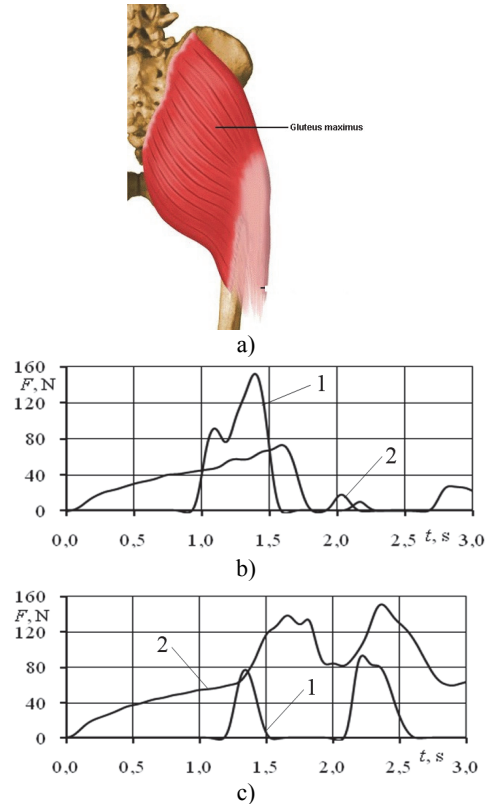 Gluteus maximus
a)
160
F, N
120
80
40
0
1
2
0,0 0,5 1,0 1,5 2,0 2,5 t, s 3,0
b)
160
F, N
120
80
40
0
2
1
t, s
0,0 0,5 1,0 1,5 2,0 2,5 3,0
c)